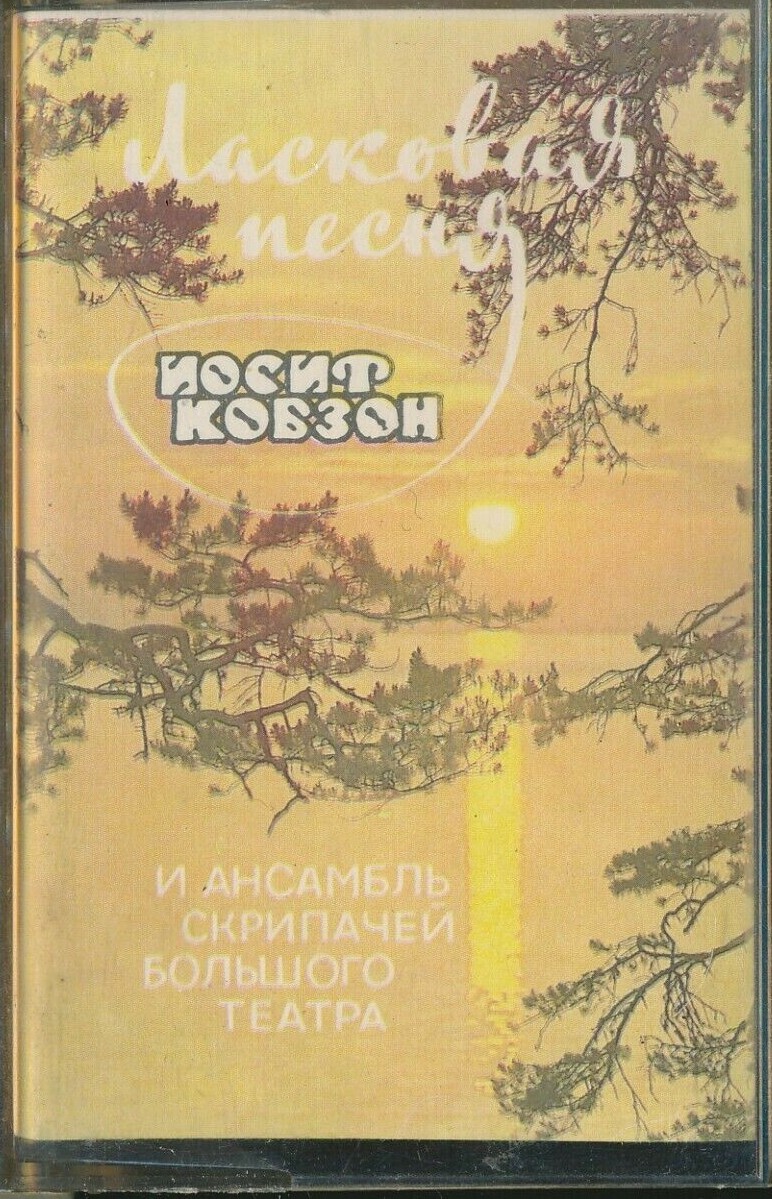 Ласковая
песня
ИОСИФ
КОБЗОН
И АНСАМБЛЬ
СКРИПАЧЕЙ
БОЛЬШОГО
ТЕАТРА